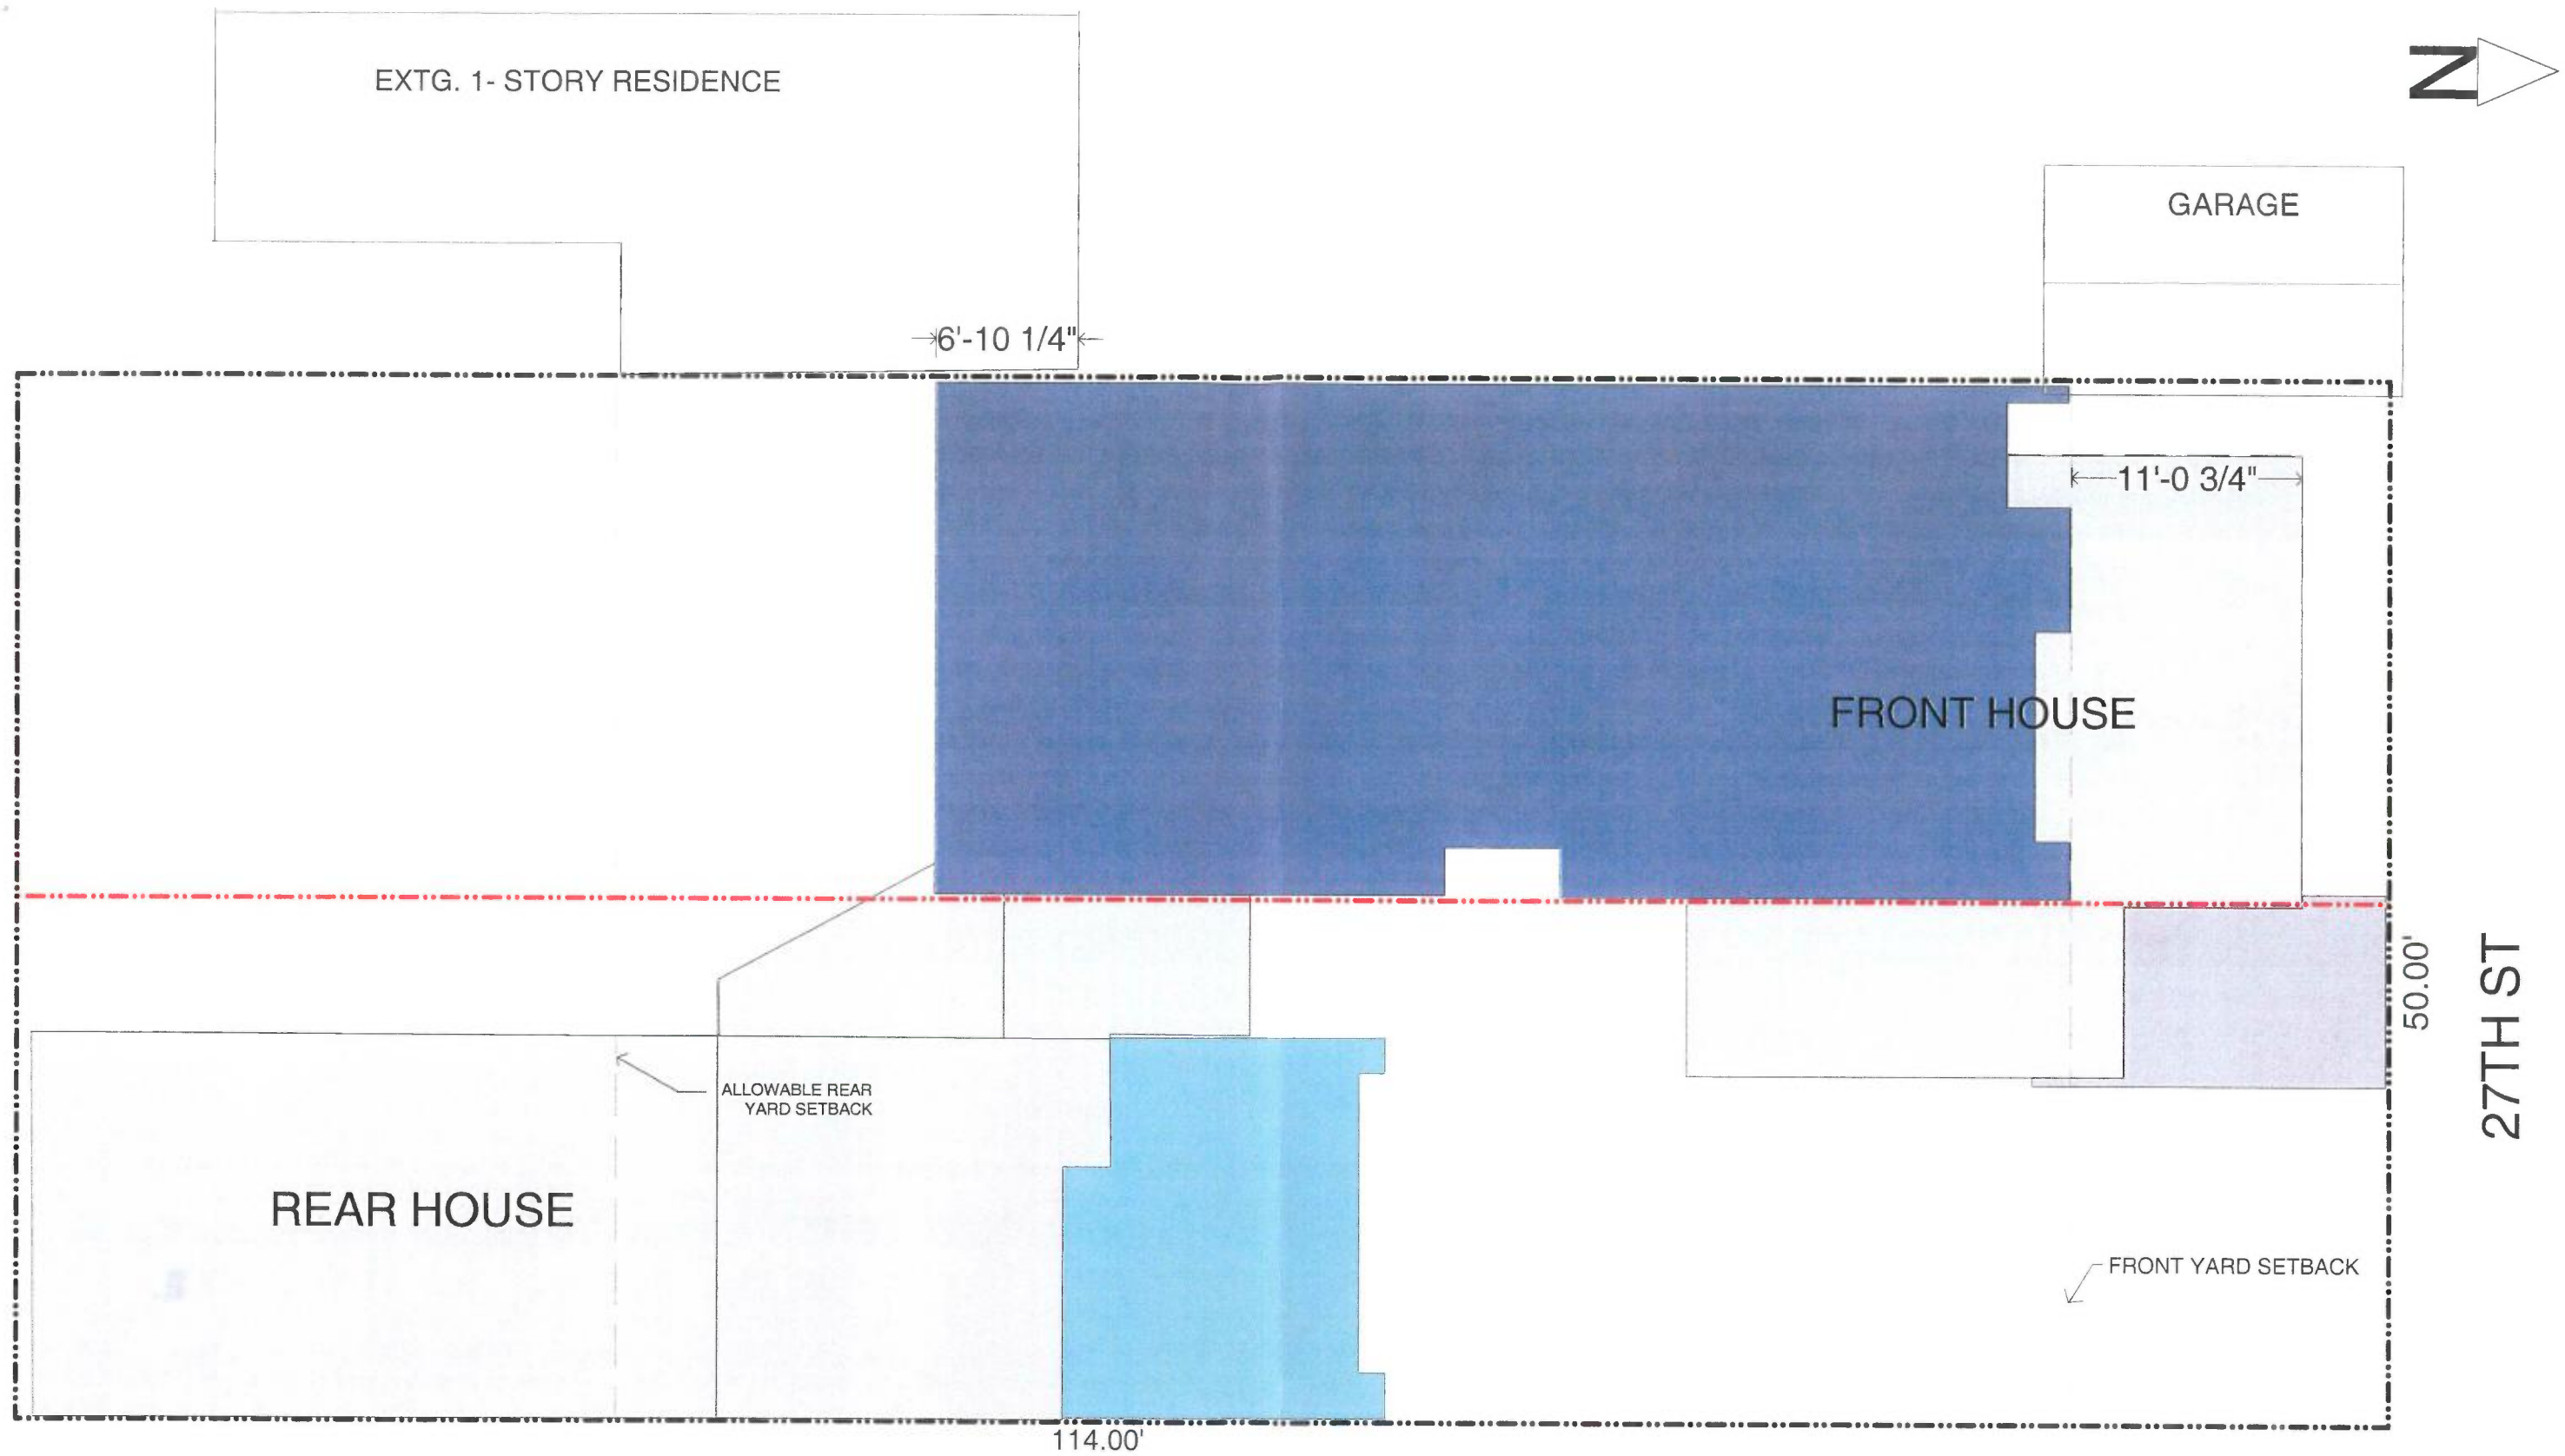 EXTG. 1- STORY RESIDENCE
N
GARAGE
6'-10 1/4"
11'-0 3/4"
FRONT HOUSE
50.00'
27TH ST
ALLOWABLE REAR
YARD SETBACK
REAR HOUSE
FRONT YARD SETBACK
114.00'